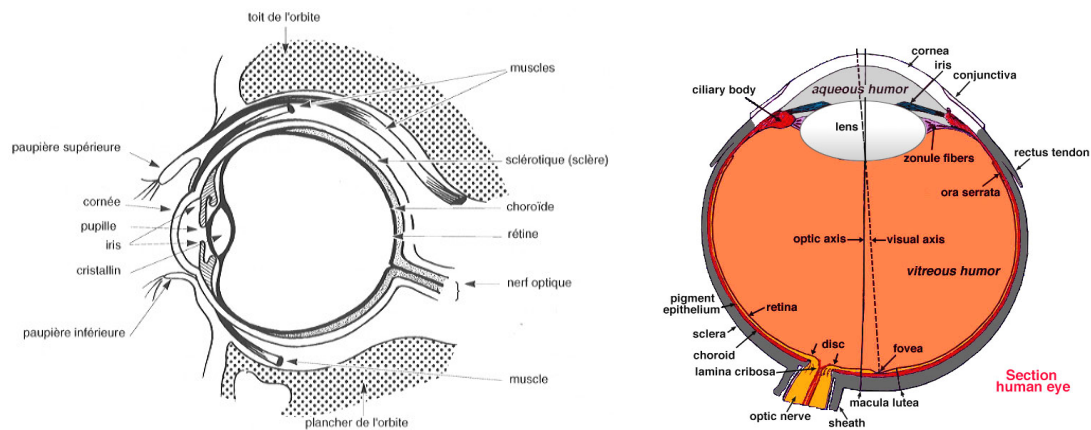 toit de l'orbite
muscles
paupière supérieure
sclérotique (sclère)
cornée
choroïde
pupille
rétine
iris
cristallin
nerf optique
paupière inférieure
muscle
plancher de l'orbite
cornea
iris
conjunctiva
ciliary body
aqueous humor
lens
zonule fibers
rectus tendon
ora serrata
optic axis
visual axis
vitreous humor
pigment
epithelium
retina
sclera
choroid
disc
fovea
lamina cribosa
macula lutea
optic nerve
sheath
Section
human eye